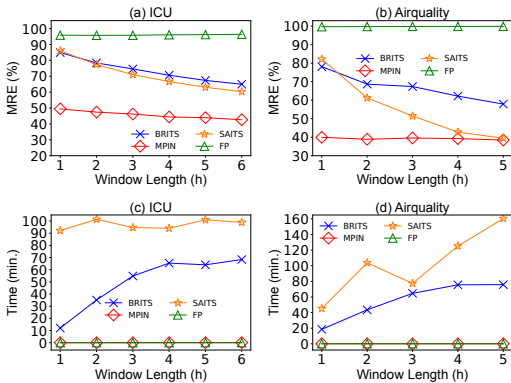 (a) ICU
MRE (%)
100
90
80
70
60
50
40
30
20
BRITS
SAITS
MPIN
FP
1 2 3 4 5 6
Window Length (h)
(b) Airquality
MRE (%)
100
90
80
70
60
50
40
30
BRITS
SAITS
MPIN
FP
1 2 3 4 5
Window Length (h)
(c) ICU
Time (min.)
100
90
80
70
60
50
40
30
20
10
0
BRITS
SAITS
MPIN
FP
1 2 3 4 5 6
Window Length (h)
(d) Airquality
Time (min.)
160
140
120
100
80
60
40
20
0
BRITS
SAITS
MPIN
FP
1 2 3 4 5
Window Length (h)